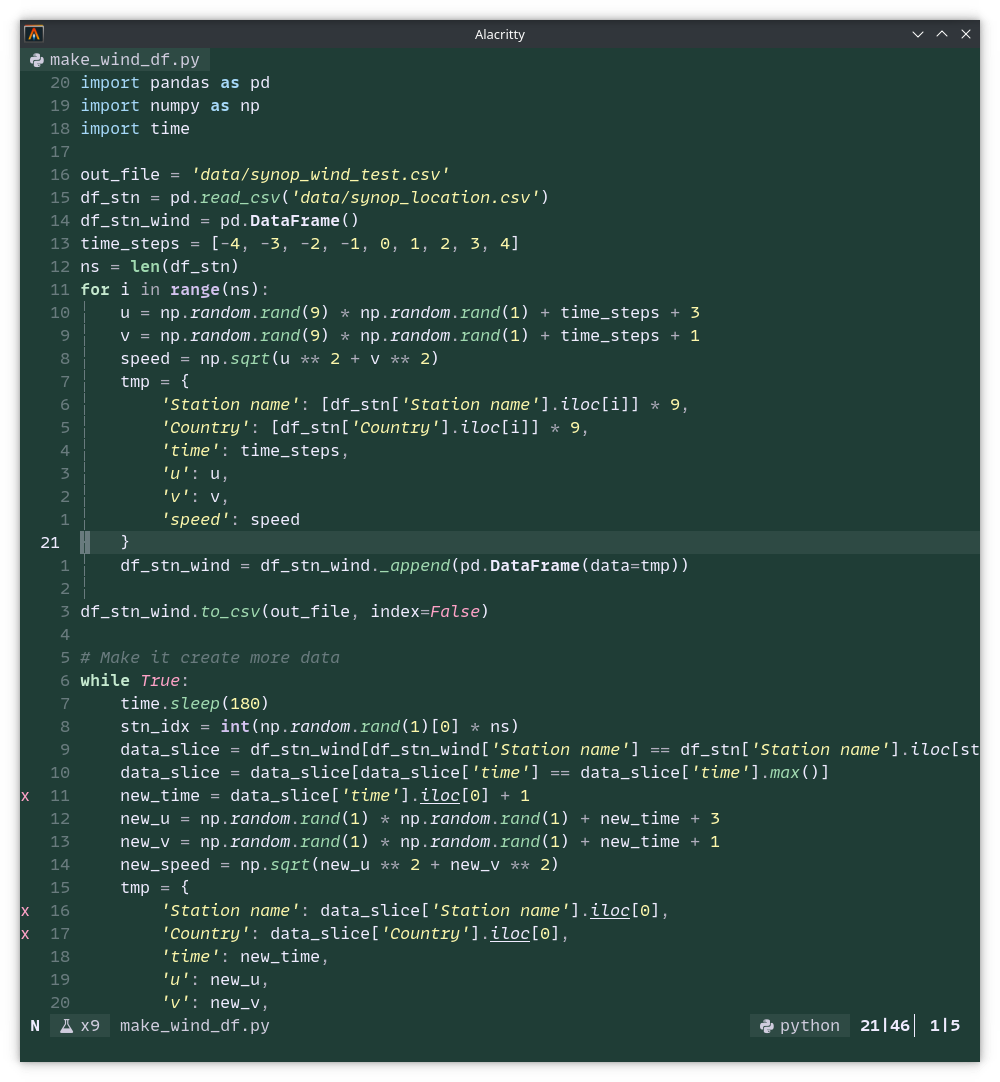 Alacritty
make_wind_df.py
20 import pandas as pd
19 import numpy as np
18 import time
17
16 out_file = 'data/synop_wind_test.csv'
15 df_stn = pd.read_csv('data/synop_location.csv')
14 df_stn_wind = pd.DataFrame()
13 time_steps = [-4, -3, -2, -1, 0, 1, 2, 3, 4]
12 ns = len(df_stn)
11 for i in range(ns):
10     u = np.random.rand(9) * np.random.rand(1) + time_steps + 3
9     v = np.random.rand(9) * np.random.rand(1) + time_steps + 1
8     speed = np.sqrt(u ** 2 + v ** 2)
7     tmp = {
6         'Station name': [df_stn['Station name'].iloc[i]] * 9,
5         'Country': [df_stn['Country'].iloc[i]] * 9,
4         'time': time_steps,
3         'u': u,
2         'v': v,
1         'speed': speed
21     }
1     df_stn_wind = df_stn_wind._append(pd.DataFrame(data=tmp))
2
3 df_stn_wind.to_csv(out_file, index=False)
4
5 # Make it create more data
6 while True:
7     time.sleep(180)
8     stn_idx = int(np.random.rand(1)[0] * ns)
9     data_slice = df_stn_wind[df_stn_wind['Station name'] == df_stn['Station name'].iloc[st
10     data_slice = data_slice[data_slice['time'] == data_slice['time'].max()]
x 11     new_time = data_slice['time'].iloc[0] + 1
12     new_u = np.random.rand(1) * np.random.rand(1) + new_time + 3
13     new_v = np.random.rand(1) * np.random.rand(1) + new_time + 1
14     new_speed = np.sqrt(new_u ** 2 + new_v ** 2)
15     tmp = {
x 16         'Station name': data_slice['Station name'].iloc[0],
x 17         'Country': data_slice['Country'].iloc[0],
18         'time': new_time,
19         'u': new_u,
20         'v': new_v,
N x9 make_wind_df.py python 21|46 1|5